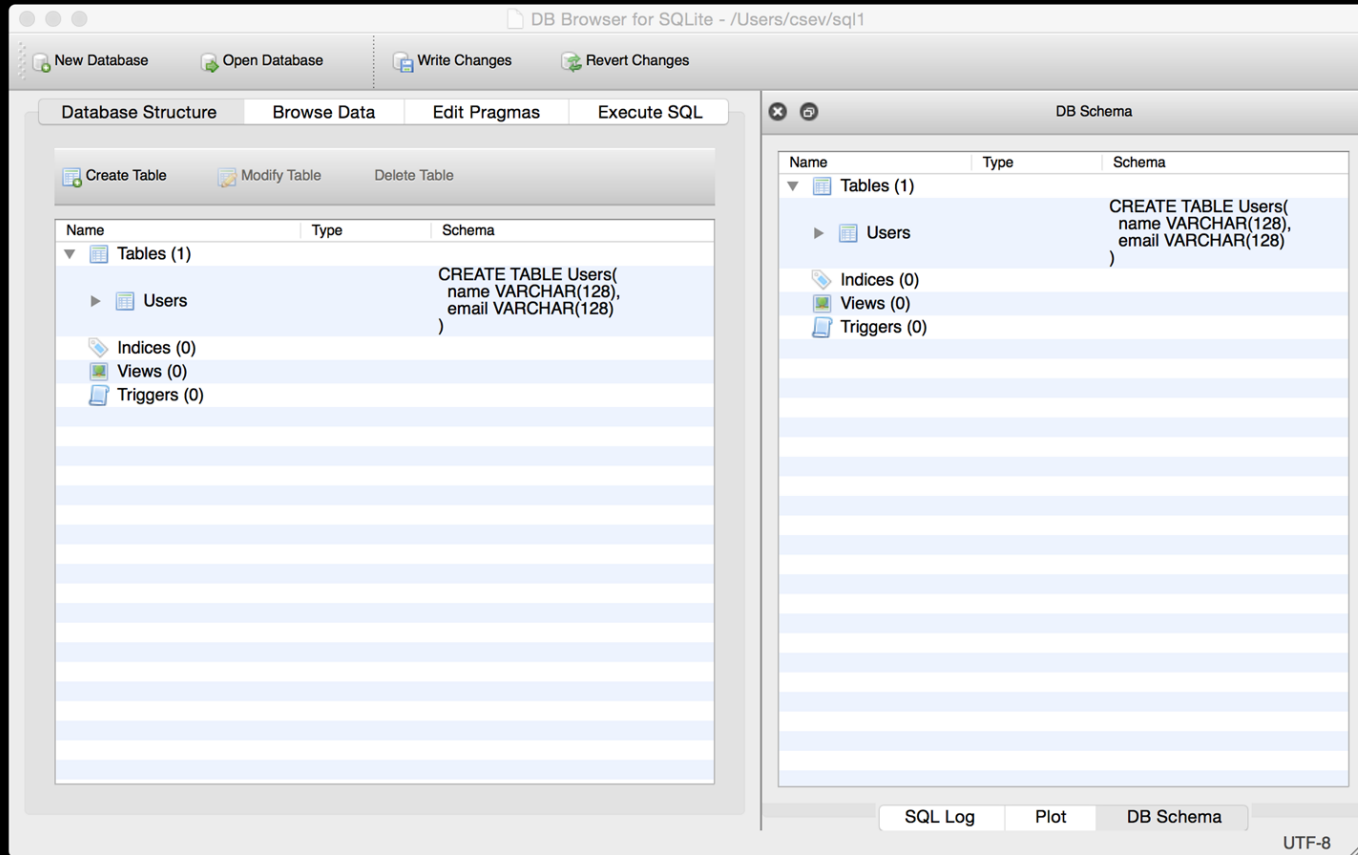 DB Browser for SQLite - /Users/csev/sql1
New Database Open Database Write Changes Revert Changes
Database Structure Browse Data Edit Pragmas Execute SQL
Create Table Modify Table Delete Table
Name Type Schema
Tables (1)
Users
CREATE TABLE Users(
name VARCHAR(128),
email VARCHAR(128)
)
Indices (0)
Views (0)
Triggers (0)
DB Schema
Name Type Schema
Tables (1)
Users
CREATE TABLE Users(
name VARCHAR(128),
email VARCHAR(128)
)
Indices (0)
Views (0)
Triggers (0)
SQL Log Plot DB Schema
UTF-8